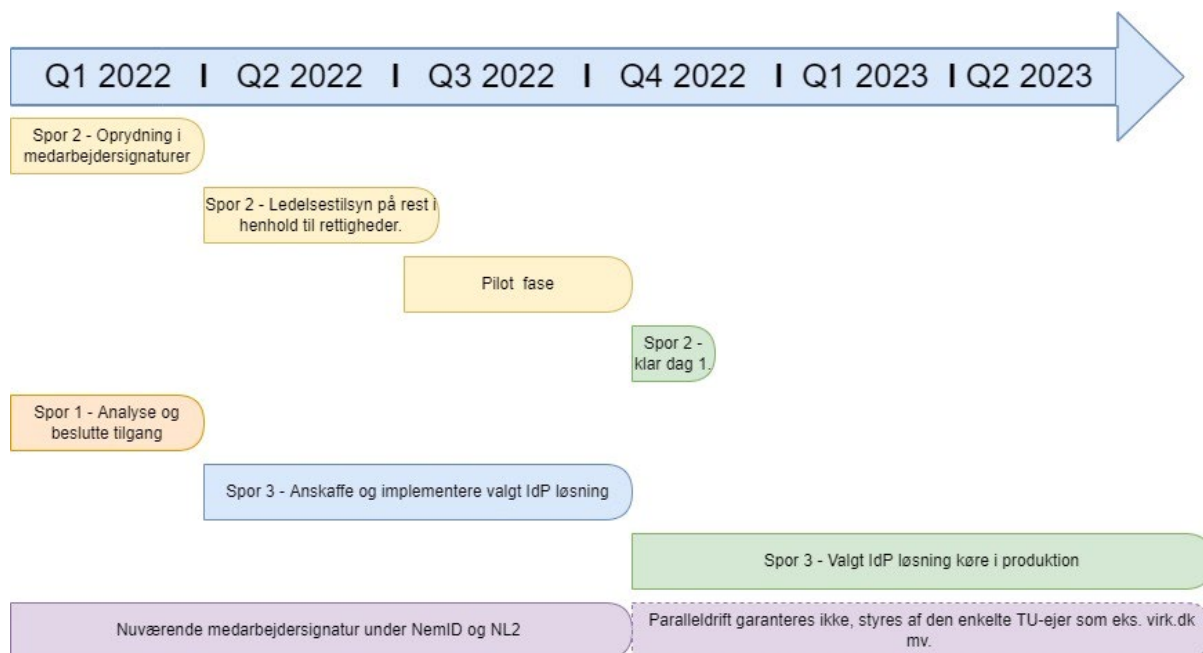 Q1 2022 I Q2 2022 I Q3 2022 I Q4 2022 I Q1 2023 I Q2 2023
Spor 2 - Oprydning i
medarbejdersignaturer
Spor 2 - Ledelsestilsyn på rest i
henhold til rettigheder.
Pilot fase
Spor 2 -
klar dag 1.
Spor 1 - Analyse og
beslutte tilgang
Spor 3 - Anskaffe og implementere valgt IdP løsning
Spor 3 - Valgt IdP løsning køre i produktion
Nuværende medarbejdersignatur under NemID og NL2
Paralleldrift garanteres ikke, styres af den enkelte TU-ejer som eks. virk.dk
mv.